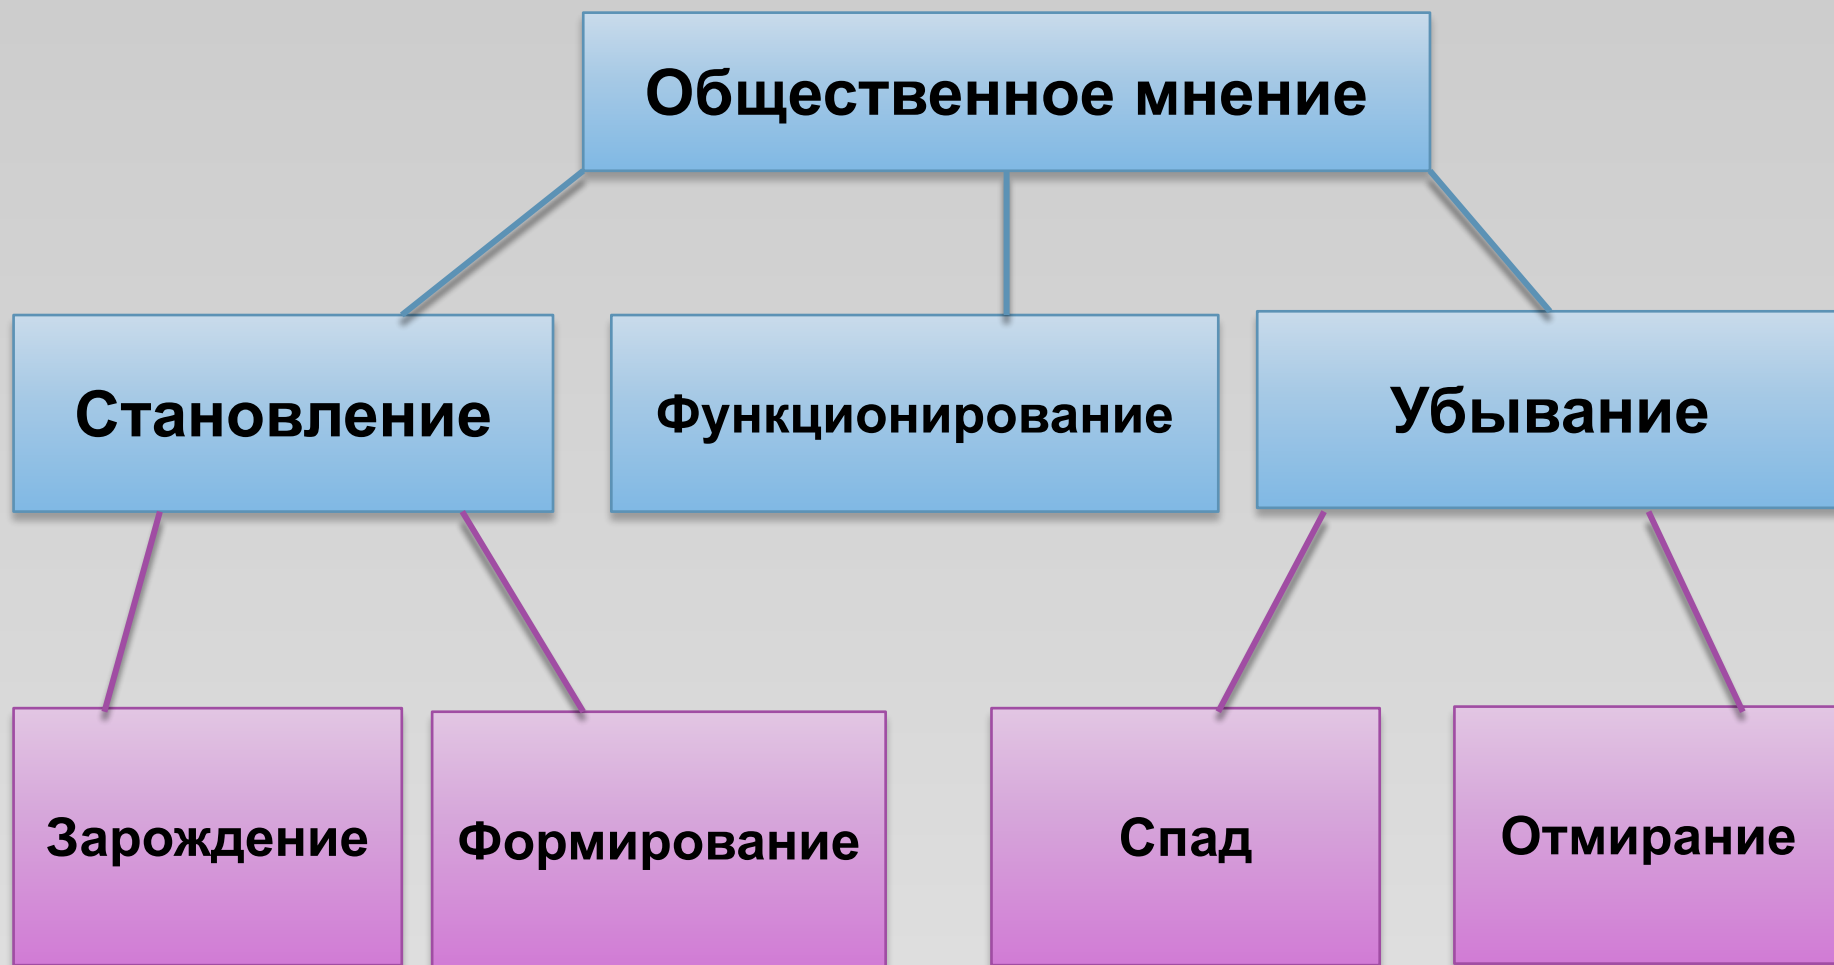 Общественное мнение
Становление
Функционирование
Убывание
Зарождение
Формирование
Спад
Отмирание